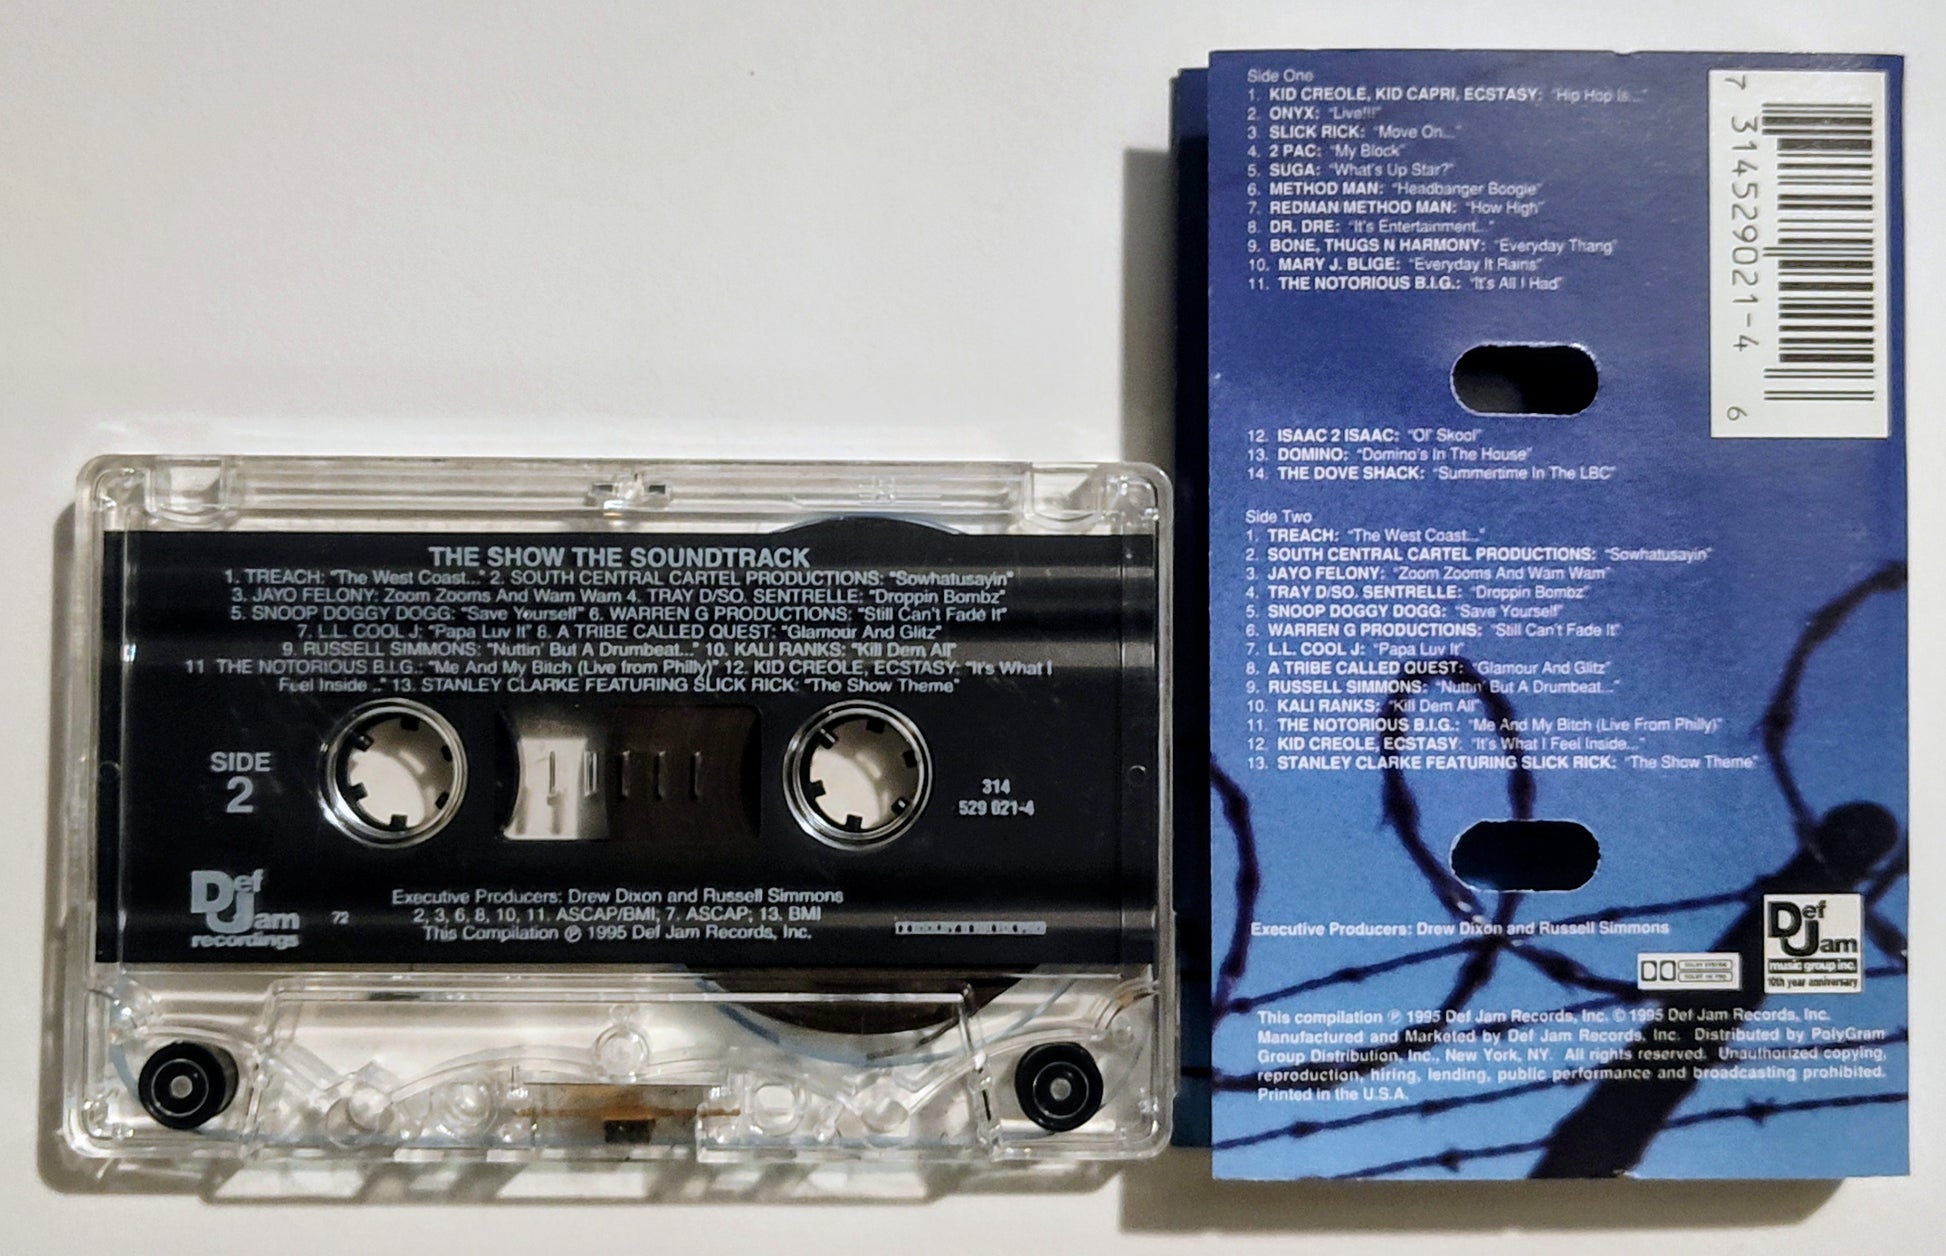 THE SHOW THE SOUNDTRACK
1. TREACH: "The West Coast..." 2. SOUTH CENTRAL CARTEL PRODUCTIONS: "Sowhatusayin"
3. JAYO FELONY: Zoom Zooms And Wam Wam 4. TRAY D/SO. SENTRELLE: "Droppin Bombz"
5. SNOOP DOGGY DOGG: "Save Yourself" 6. WARREN G PRODUCTIONS: "Still Can't Fade It"
7. L.L. COOL J: "Papa Luv It" 8. A TRIBE CALLED QUEST: "Glamour And Glitz"
9. RUSSELL SIMMONS: "Nuttin' But A Drumbeat..." 10. KALI RANKS: "Kill Dem All"
11 THE NOTORIOUS B.I.G.: "Me And My Bitch (Live from Philly)" 12. KID CREOLE, ECSTASY: "It's What I
Feel Inside .." 13. STANLEY CLARKE FEATURING SLICK RICK: "The Show Theme"
SIDE
2
314
529 021-4
Def
Jam
recordings
72
Executive Producers: Drew Dixon and Russell Simmons
2, 3, 6, 8, 10, 11. ASCAP/BMI; 7. ASCAP; 13. BMI
This Compilation ℗ 1995 Def Jam Records, Inc.
Side One
1. KID CREOLE, KID CAPRI, ECSTASY: "Hip Hop Is..."
2. ONYX: "Live!!!"
3. SLICK RICK: "Move On..."
4. 2 PAC: "My Block"
5. SUGA: "What's Up Star?"
6. METHOD MAN: "Headbanger Boogie"
7. REDMAN/METHOD MAN: "How High"
8. DR. DRE: "It's Entertainment..."
9. BONE, THUGS N HARMONY: "Everyday Thang"
10. MARY J. BLIGE: "Everyday It Rains"
11. THE NOTORIOUS B.I.G.: "It's All I Had"
12. ISAAC 2 ISAAC: "Ol' Skool"
13. DOMINO: "Domino's In The House"
14. THE DOVE SHACK: "Summertime In The LBC"
Side Two
1. TREACH: "The West Coast..."
2. SOUTH CENTRAL CARTEL PRODUCTIONS: "Sowhatusayin"
3. JAYO FELONY: "Zoom Zooms And Wam Wam"
4. TRAY D/SO. SENTRELLE: "Droppin Bombz"
5. SNOOP DOGGY DOGG: "Save Yourself"
6. WARREN G PRODUCTIONS: "Still Can't Fade It"
7. L.L. COOL J: "Papa Luv It"
8. A TRIBE CALLED QUEST: "Glamour And Glitz"
9. RUSSELL SIMMONS: "Nuttin' But A Drumbeat..."
10. KALI RANKS: "Kill Dem All"
11. THE NOTORIOUS B.I.G.: "Me And My Bitch (Live From Philly)"
12. KID CREOLE, ECSTASY: "It's What I Feel Inside..."
13. STANLEY CLARKE FEATURING SLICK RICK: "The Show Theme"
7 31452 9021-4 6
Executive Producers: Drew Dixon and Russell Simmons
Def
Jam
music group inc.
10th year anniversary
This compilation ℗ 1995 Def Jam Records, Inc. © 1995 Def Jam Records, Inc.
Manufactured and Marketed by Def Jam Records, Inc. Distributed by PolyGram
Group Distribution, Inc., New York, NY. All rights reserved. Unauthorized copying,
reproduction, hiring, lending, public performance and broadcasting prohibited.
Printed in the U.S.A.